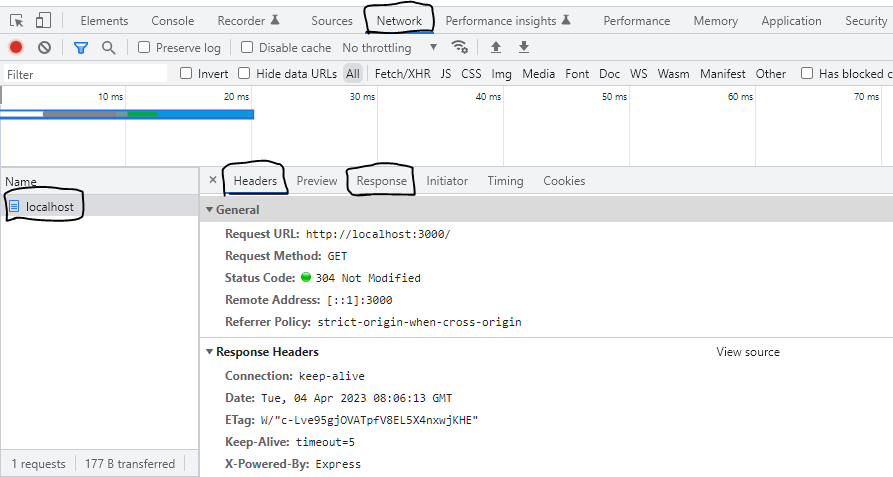 Elements Console Recorder Sources Network Performance insights Performance Memory Application Security
Preserve log Disable cache No throttling
Filter Invert Hide data URLs All Fetch/XHR JS CSS Img Media Font Doc WS Wasm Manifest Other Has blocked c
10 ms 20 ms 30 ms 40 ms 50 ms 60 ms 70 ms
Name × Headers Preview Response Initiator Timing Cookies
localhost
General
Request URL: http://localhost:3000/
Request Method: GET
Status Code: 304 Not Modified
Remote Address: [::1]:3000
Referrer Policy: strict-origin-when-cross-origin
Response Headers View source
Connection: keep-alive
Date: Tue, 04 Apr 2023 08:06:13 GMT
ETag: W/"c-Lve95gjOVATpfV8EL5X4nxwjKHE"
Keep-Alive: timeout=5
X-Powered-By: Express
1 requests 177 B transferred